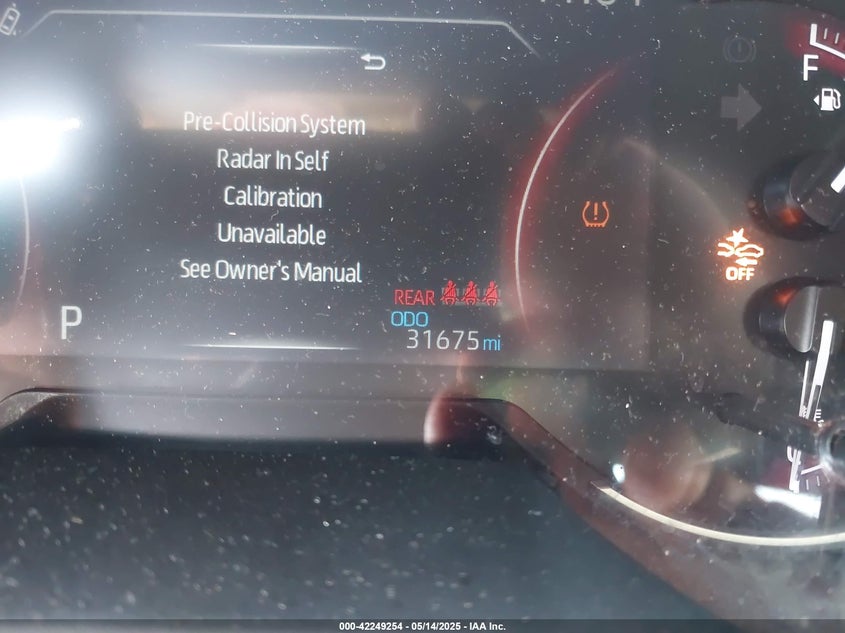 F
Pre-Collision System
Radar In Self
Calibration
Unavailable
See Owner's Manual
OFF
REAR
ODO
P
31675 mi
000-42249254 - 05/14/2025 - IAA Inc.